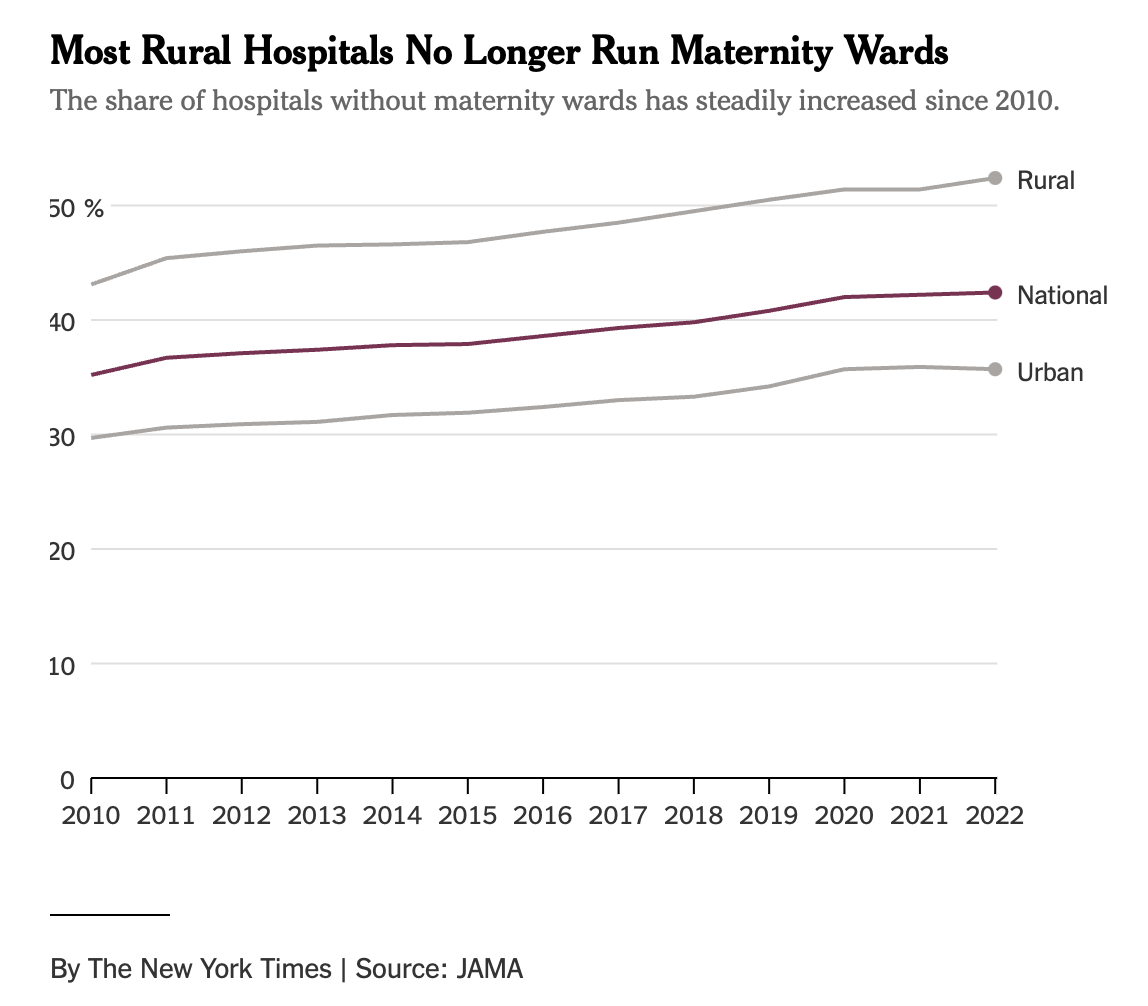 Most Rural Hospitals No Longer Run Maternity Wards
The share of hospitals without maternity wards has steadily increased since 2010.
Rural
50 %
National
40
Urban
30
20
10
0
2010 2011 2012 2013 2014 2015 2016 2017 2018 2019 2020 2021 2022
By The New York Times | Source: JAMA